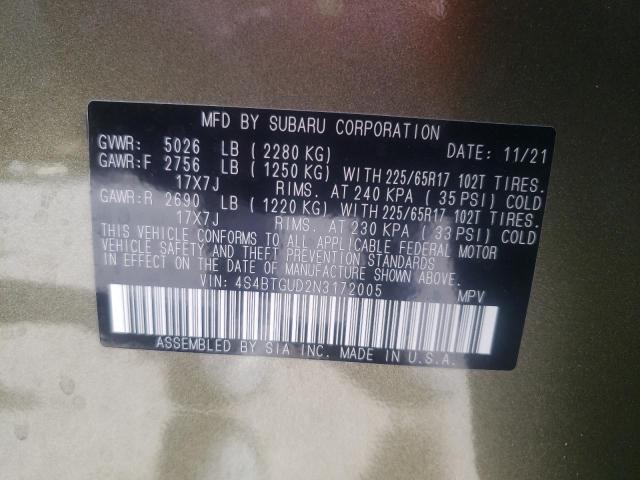 MFD BY SUBARU CORPORATION
GVWR: 5026 LB ( 2280 KG) DATE: 11/21
GAWR:F 2756 LB ( 1250 KG) WITH 225/65R17 102T TIRES.
17X7J RIMS. AT 240 KPA ( 35 PSI) COLD
GAWR:R 2690 LB ( 1220 KG) WITH 225/65R17 102T TIRES.
17X7J RIMS. AT 230 KPA ( 33 PSI) COLD
THIS VEHICLE CONFORMS TO ALL APPLICABLE FEDERAL MOTOR
VEHICLE SAFETY AND THEFT PREVENTION STANDARDS
IN EFFECT ON THE DATE OF MANUFACTURE SHOWN ABOVE.
VIN: 4S4BTGUD2N3172005 MPV
ASSEMBLED BY SIA INC. MADE IN U.S.A.